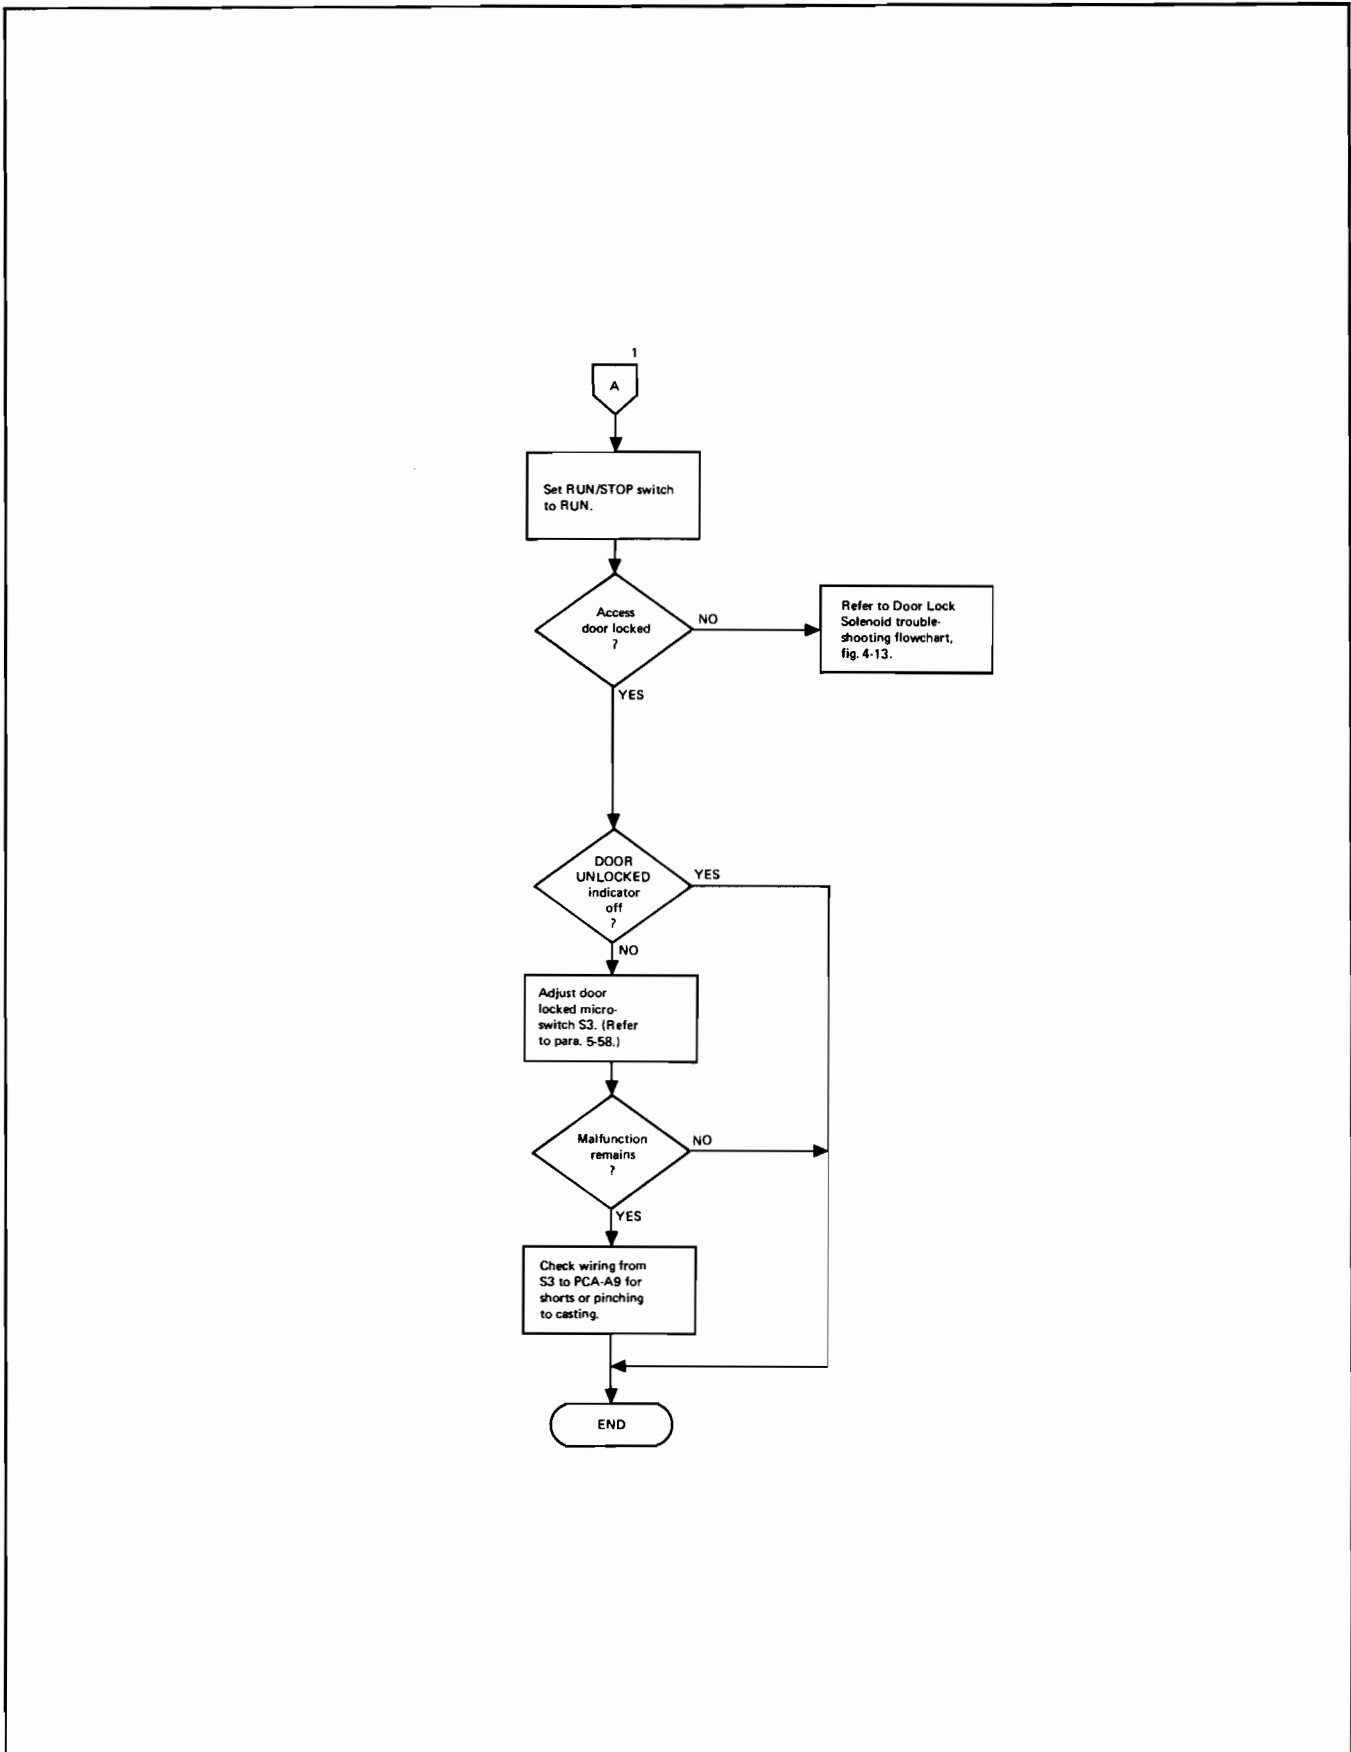 1
A
Set RUN/STOP switch
to RUN.
Access
door locked
?
NO
Refer to Door Lock
Solenoid trouble-
shooting flowchart,
fig. 4-13.
YES
DOOR
UNLOCKED
indicator
off
?
YES
NO
Adjust door
locked micro-
switch S3. (Refer
to para. 5-58.)
Malfunction
remains
?
NO
YES
Check wiring from
S3 to PCA-A9 for
shorts or pinching
to casting.
END